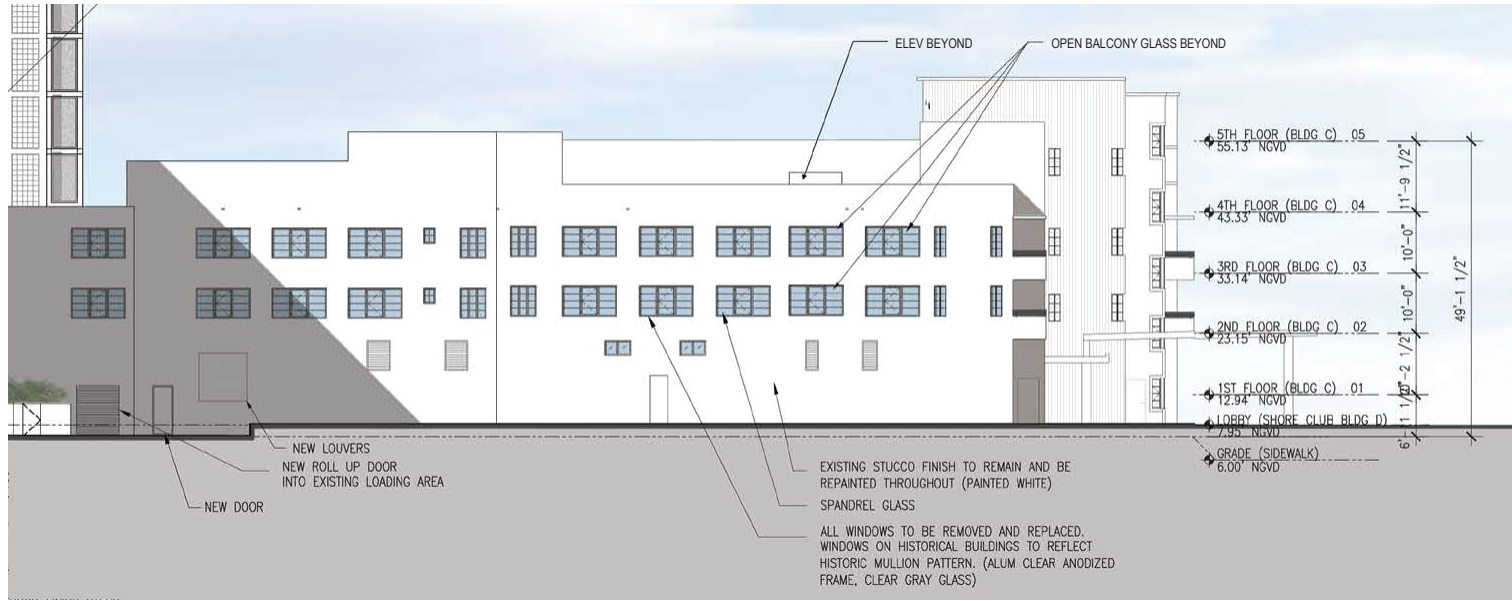 ELEV BEYOND
OPEN BALCONY GLASS BEYOND
5TH FLOOR (BLDG C) 05
55.13' NGVD
4TH FLOOR (BLDG C) 04
43.33' NGVD
3RD FLOOR (BLDG C) 03
33.14' NGVD
2ND FLOOR (BLDG C) 02
23.15' NGVD
1ST FLOOR (BLDG C) 01
12.94' NGVD
LOBBY (SHORE CLUB BLDG D)
7.95' NGVD
GRADE (SIDEWALK)
6.00' NGVD
11'-9 1/2"
10'-0"
10'-0"
49'-1 1/2"
NEW LOUVERS
NEW ROLL UP DOOR
INTO EXISTING LOADING AREA
NEW DOOR
EXISTING STUCCO FINISH TO REMAIN AND BE
REPAINTED THROUGHOUT (PAINTED WHITE)
SPANDREL GLASS
ALL WINDOWS TO BE REMOVED AND REPLACED.
WINDOWS ON HISTORICAL BUILDINGS TO REFLECT
HISTORIC MULLION PATTERN. (ALUM CLEAR ANODIZED
FRAME, CLEAR GRAY GLASS)